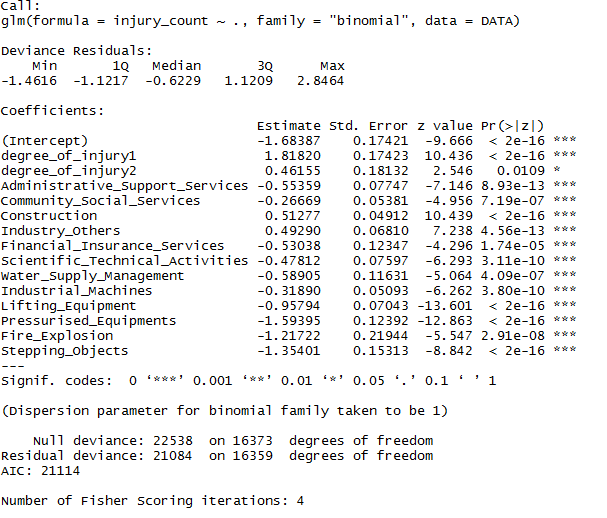 Call:
glm(formula = injury_count ~ ., family = "binomial", data = DATA)
Deviance Residuals:
    Min       1Q   Median       3Q      Max
-1.4616  -1.1217  -0.6229   1.1209   2.8464
Coefficients:
                                 Estimate Std. Error z value Pr(>|z|)
(Intercept)                      -1.68387    0.17421  -9.666  < 2e-16 ***
degree_of_injury1                 1.81820    0.17423  10.436  < 2e-16 ***
degree_of_injury2                 0.46155    0.18132   2.546   0.0109 *
Administrative_Support_Services  -0.55359    0.07747  -7.146 8.93e-13 ***
Community_Social_Services        -0.26669    0.05381  -4.956 7.19e-07 ***
Construction                      0.51277    0.04912  10.439  < 2e-16 ***
Industry_Others                   0.49290    0.06810   7.238 4.56e-13 ***
Financial_Insurance_Services     -0.53038    0.12347  -4.296 1.74e-05 ***
Scientific_Technical_Activities  -0.47812    0.07597  -6.293 3.11e-10 ***
Water_Supply_Management          -0.58905    0.11631  -5.064 4.09e-07 ***
Industrial_Machines              -0.31890    0.05093  -6.262 3.80e-10 ***
Lifting_Equipment                -0.95794    0.07043 -13.601  < 2e-16 ***
Pressurised_Equipments           -1.59395    0.12392 -12.863  < 2e-16 ***
Fire_Explosion                   -1.21722    0.21944  -5.547 2.91e-08 ***
Stepping_Objects                 -1.35401    0.15313  -8.842  < 2e-16 ***
---
Signif. codes:  0 ‘***’ 0.001 ‘**’ 0.01 ‘*’ 0.05 ‘.’ 0.1 ‘ ’ 1
(Dispersion parameter for binomial family taken to be 1)
    Null deviance: 22538  on 16373  degrees of freedom
Residual deviance: 21084  on 16359  degrees of freedom
AIC: 21114
Number of Fisher Scoring iterations: 4